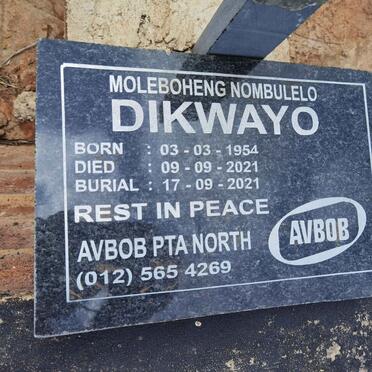 MOLEBOHENG NOMBULELO
DIKWAYO
BORN : 03 - 03 - 1954
DIED : 09 - 09 - 2021
BURIAL : 17 - 09 - 2021
REST IN PEACE
AVBOB PTA NORTH
(012) 565 4269
AVBOB